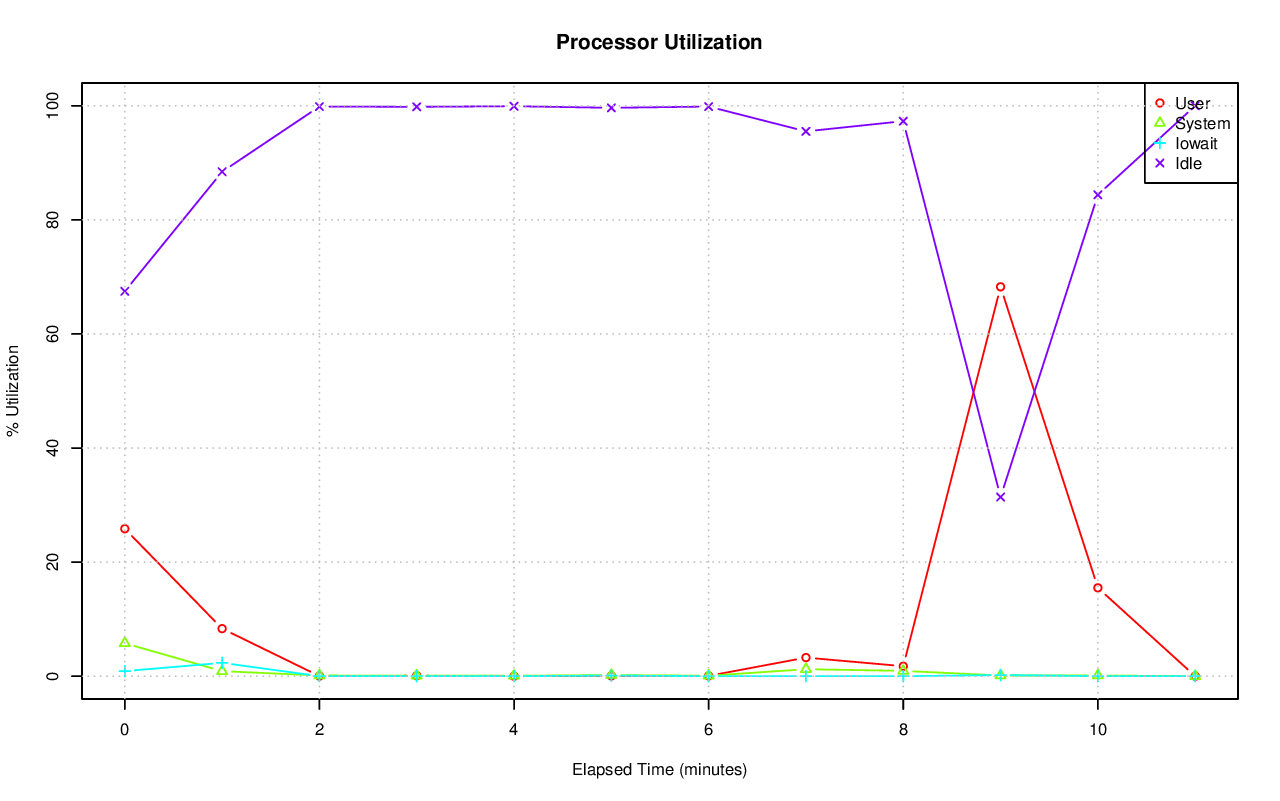 Processor Utilization
% Utilization
100
80
60
40
20
0
User
System
Iowait
Idle
0 2 4 6 8 10
Elapsed Time (minutes)